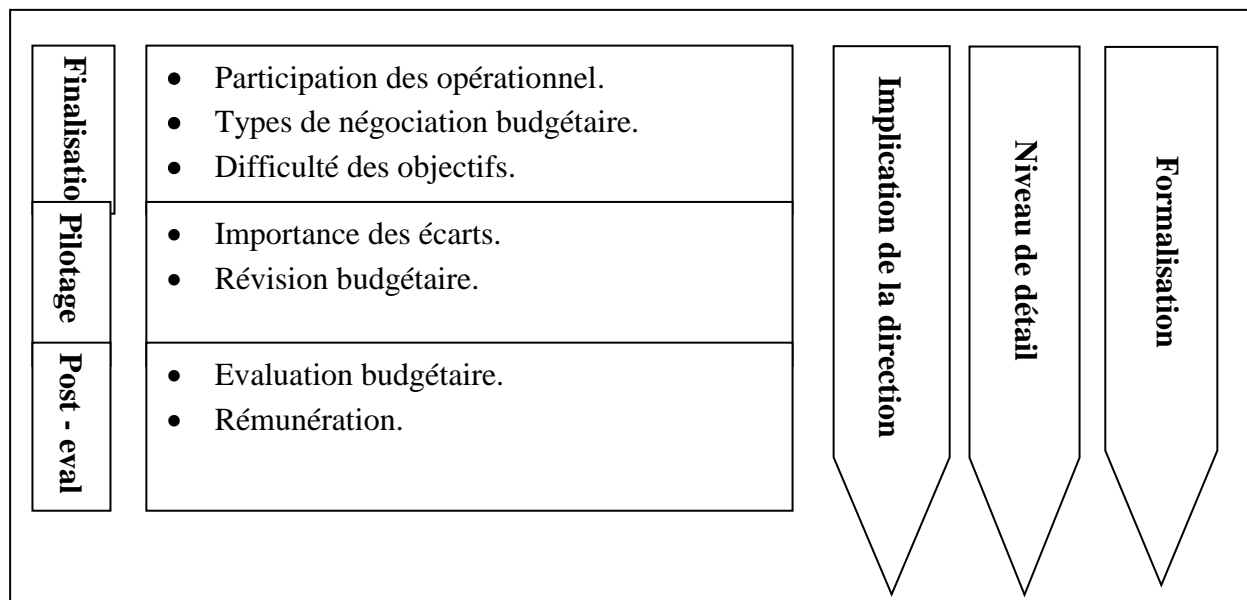 Finalisatio
• Participation des opérationnel.
• Types de négociation budgétaire.
• Difficulté des objectifs.
Pilotage
• Importance des écarts.
• Révision budgétaire.
Post - eval
• Evaluation budgétaire.
• Rémunération.
Implication de la direction
Niveau de détail
Formalisation